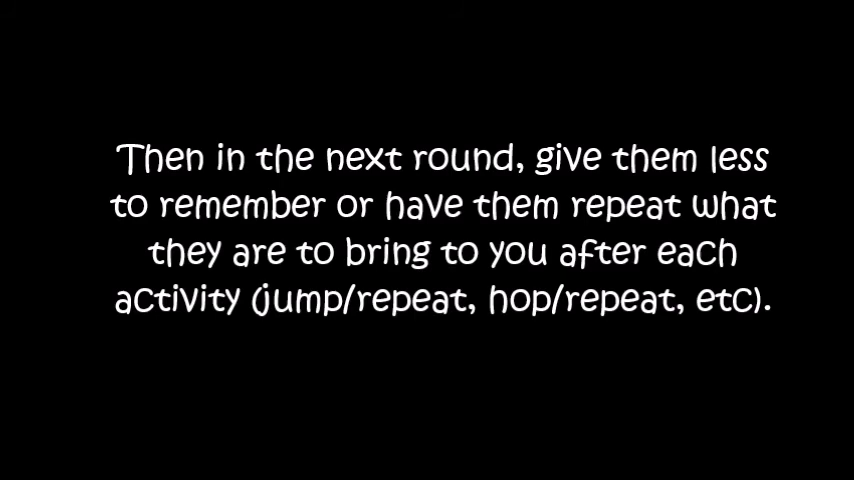 Then in the next round, give them less
to remember or have them repeat what
they are to bring to you after each
activity (jump/repeat, hop/repeat, etc).